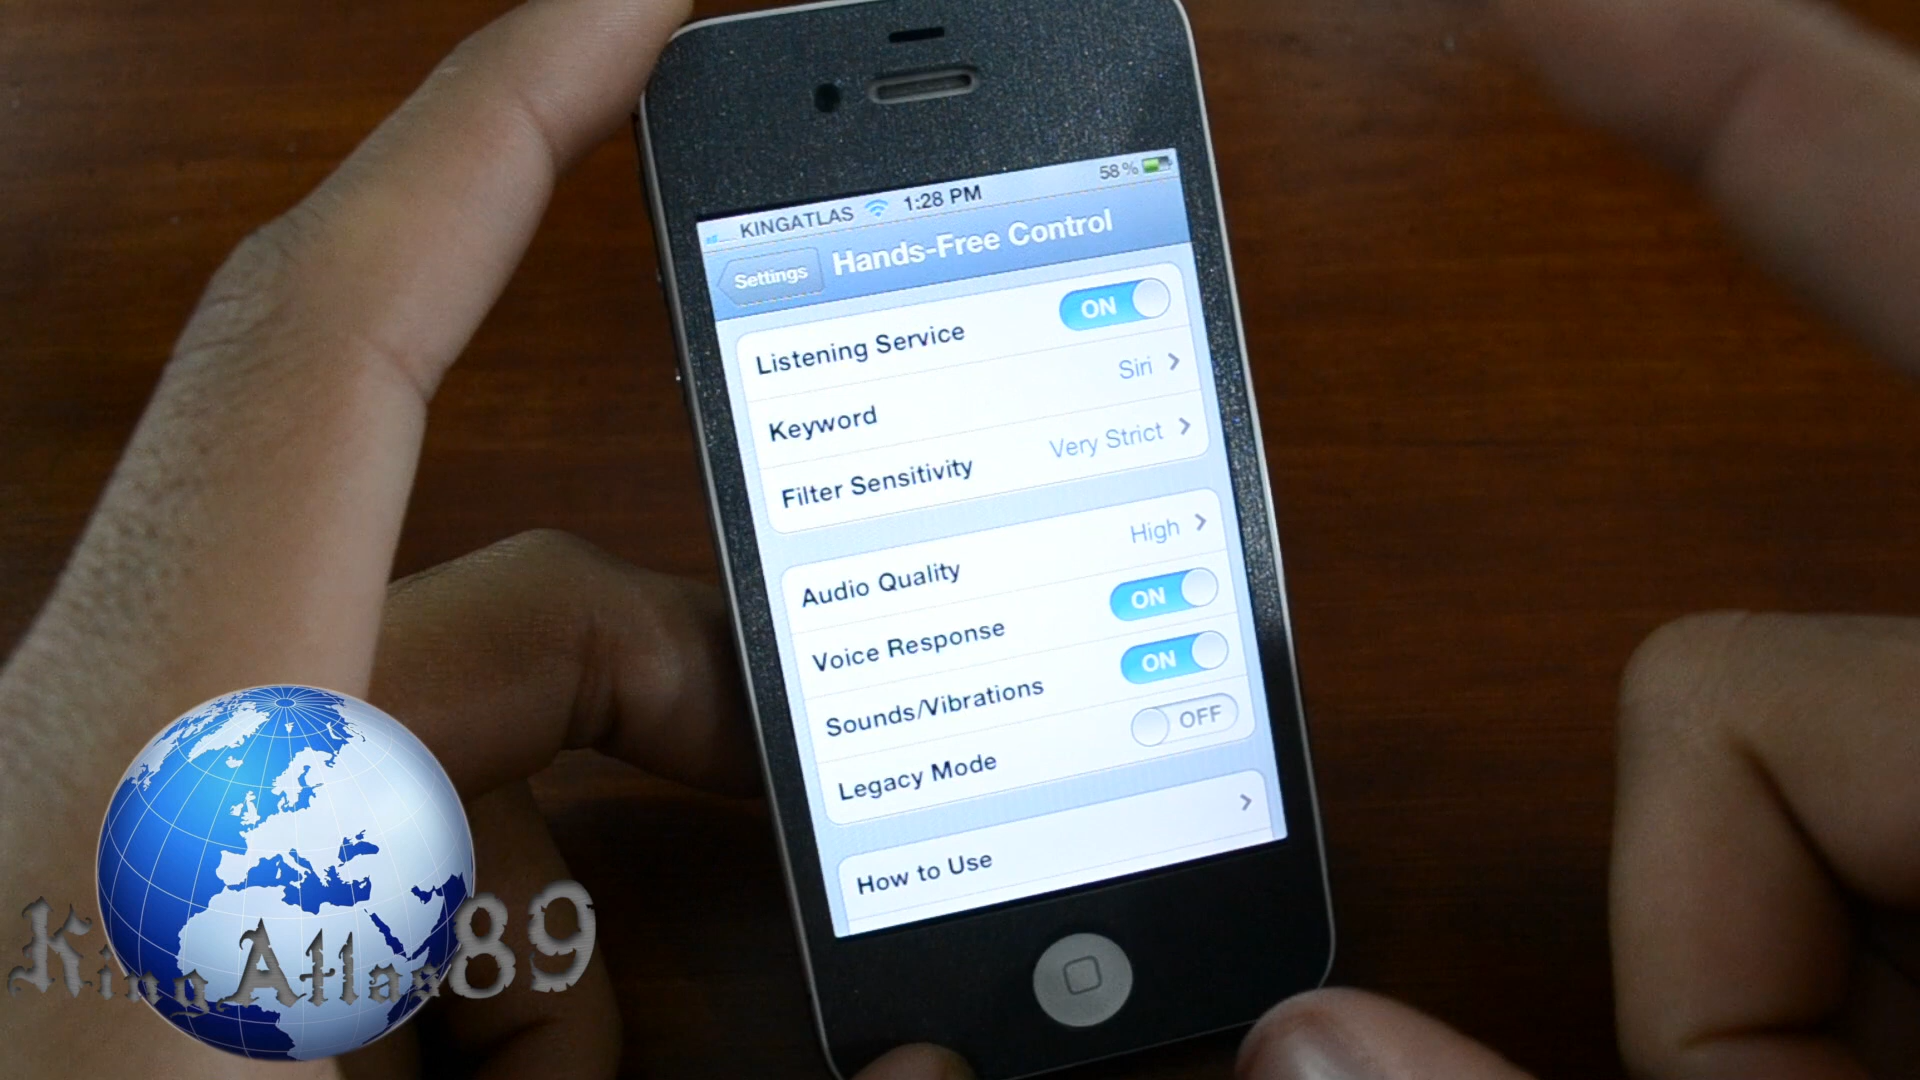 KINGATLAS 1:28 PM 58%
Settings Hands-Free Control
Listening Service ON
Keyword Siri
Filter Sensitivity Very Strict
Audio Quality High
Voice Response ON
Sounds/Vibrations ON
Legacy Mode OFF
How to Use
KingAtlas89